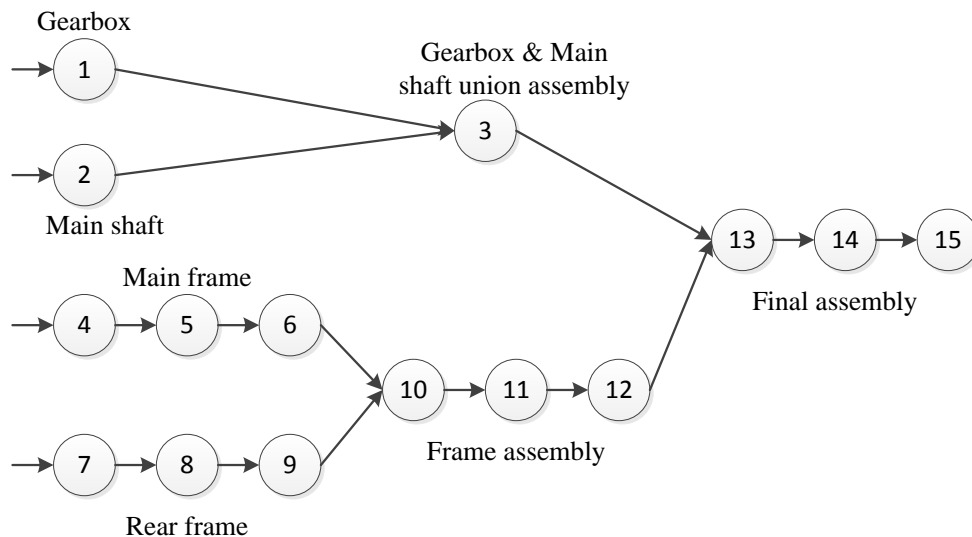 Gearbox
1
Gearbox & Main
shaft union assembly
3
2
Main shaft
13
14
15
Final assembly
Main frame
4
5
6
10
11
12
Frame assembly
7
8
9
Rear frame